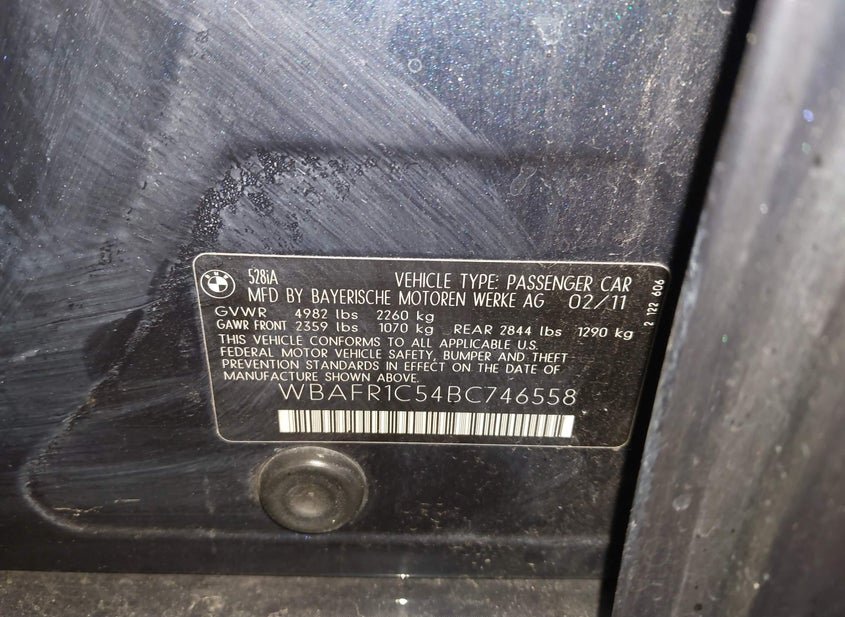 528iA
VEHICLE TYPE: PASSENGER CAR
MFD BY BAYERISCHE MOTOREN WERKE AG 02/11
GVWR 4982 lbs 2260 kg
GAWR FRONT 2359 lbs 1070 kg REAR 2844 lbs 1290 kg
THIS VEHICLE CONFORMS TO ALL APPLICABLE U.S.
FEDERAL MOTOR VEHICLE SAFETY, BUMPER AND THEFT
PREVENTION STANDARDS IN EFFECT ON THE DATE OF
MANUFACTURE SHOWN ABOVE.
WBAFR1C54BC746558
2 122 606